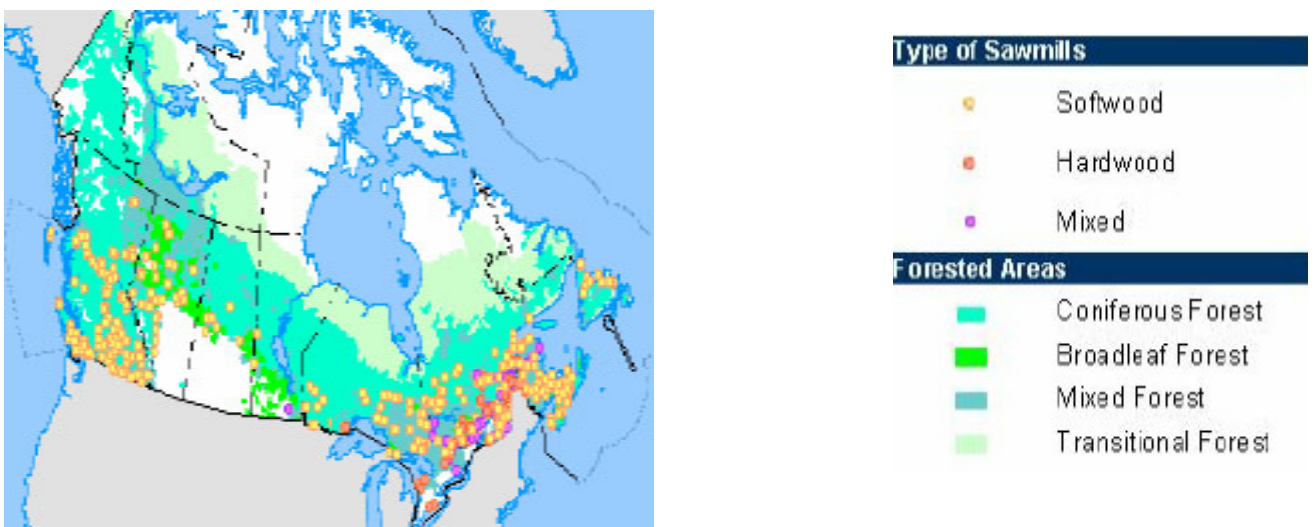 Type of Sawmills
Softwood
Hardwood
Mixed
Forested Areas
Coniferous Forest
Broadleaf Forest
Mixed Forest
Transitional Forest